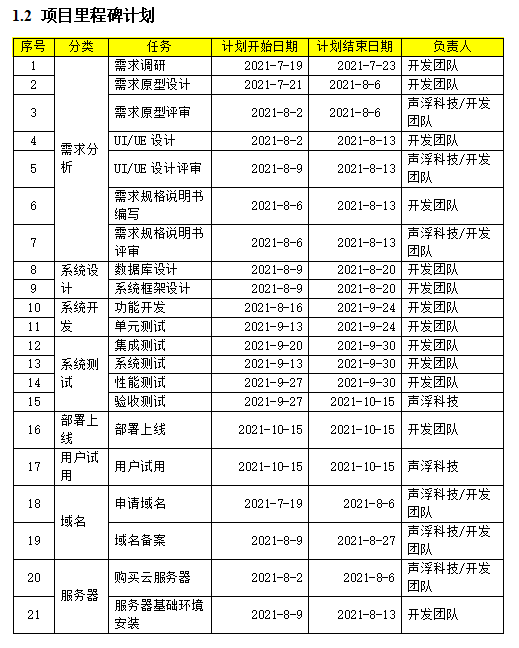 1.2 项目里程碑计划
序号 分类 任务 计划开始日期 计划结束日期 负责人
1 需求分析 需求调研 2021-7-19 2021-7-23 开发团队
2 需求原型设计 2021-7-21 2021-8-6 开发团队
3 需求原型评审 2021-8-2 2021-8-6 声浮科技/开发团队
4 UI/UE 设计 2021-8-2 2021-8-13 开发团队
5 UI/UE 设计评审 2021-8-9 2021-8-13 声浮科技/开发团队
6 需求规格说明书编写 2021-8-6 2021-8-13 开发团队
7 需求规格说明书评审 2021-8-6 2021-8-13 声浮科技/开发团队
8 系统设计 数据库设计 2021-8-9 2021-8-20 开发团队
9 系统框架设计 2021-8-9 2021-8-20 开发团队
10 系统开发 功能开发 2021-8-16 2021-9-24 开发团队
11 单元测试 2021-9-13 2021-9-24 开发团队
12 系统测试 集成测试 2021-9-20 2021-9-30 开发团队
13 系统测试 2021-9-13 2021-9-30 开发团队
14 性能测试 2021-9-27 2021-9-30 开发团队
15 验收测试 2021-9-27 2021-10-15 声浮科技
16 部署上线 部署上线 2021-10-15 2021-10-15 开发团队
17 用户试用 用户试用 2021-10-15 2021-10-15 声浮科技
18 域名 申请域名 2021-7-19 2021-8-6 声浮科技/开发团队
19 域名备案 2021-8-9 2021-8-27 声浮科技/开发团队
20 服务器 购买云服务器 2021-8-2 2021-8-6 声浮科技/开发团队
21 服务器基础环境安装 2021-8-9 2021-8-13 开发团队